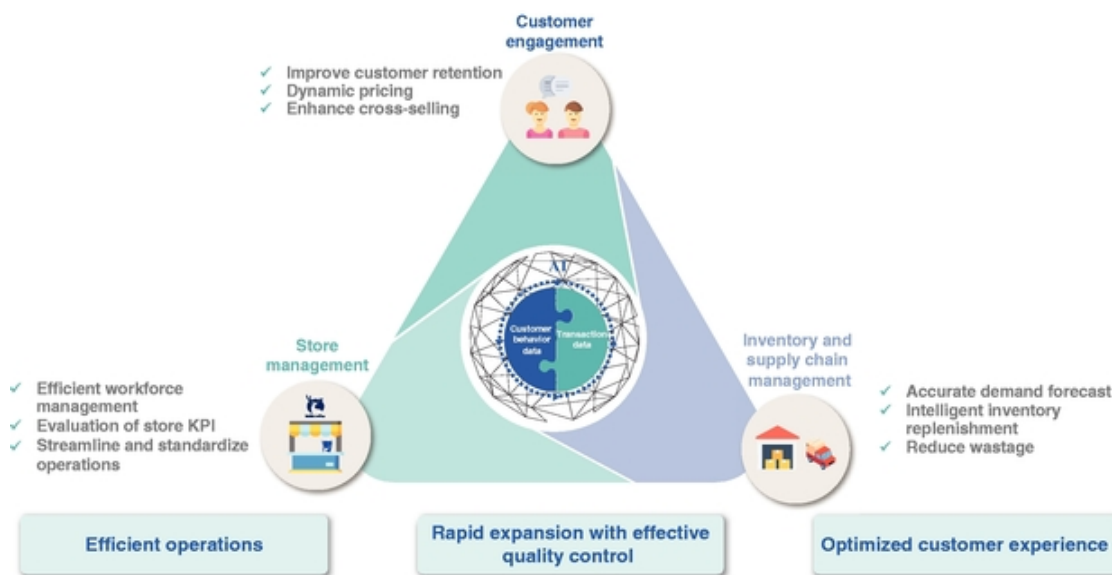 Customer
engagement
✓ Improve customer retention
✓ Dynamic pricing
✓ Enhance cross-selling
AI
Customer
behavior
data
Transaction
data
Store
management
✓ Efficient workforce
management
✓ Evaluation of store KPI
✓ Streamline and standardize
operations
Inventory and
supply chain
management
✓ Accurate demand forecast
✓ Intelligent inventory
replenishment
✓ Reduce wastage
Efficient operations
Rapid expansion with effective
quality control
Optimized customer experience